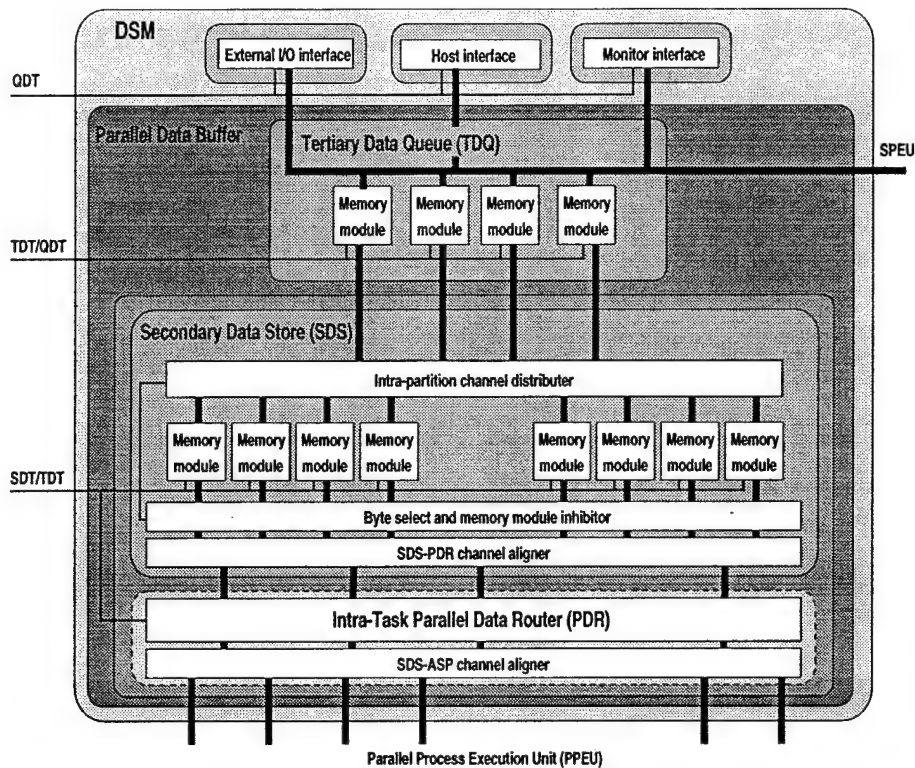 DSM
External I/O interface
Host interface
Monitor interface
QDT
Parallel Data Buffer
Tertiary Data Queue (TDQ)
SPEU
Memory module
Memory module
Memory module
Memory module
TDT/QDT
Secondary Data Store (SDS)
Intra-partition channel distributer
Memory module
Memory module
Memory module
Memory module
Memory module
Memory module
Memory module
Memory module
SDT/TDT
Byte select and memory module inhibitor
SDS-PDR channel aligner
Intra-Task Parallel Data Router (PDR)
SDS-ASP channel aligner
Parallel Process Execution Unit (PPEU)